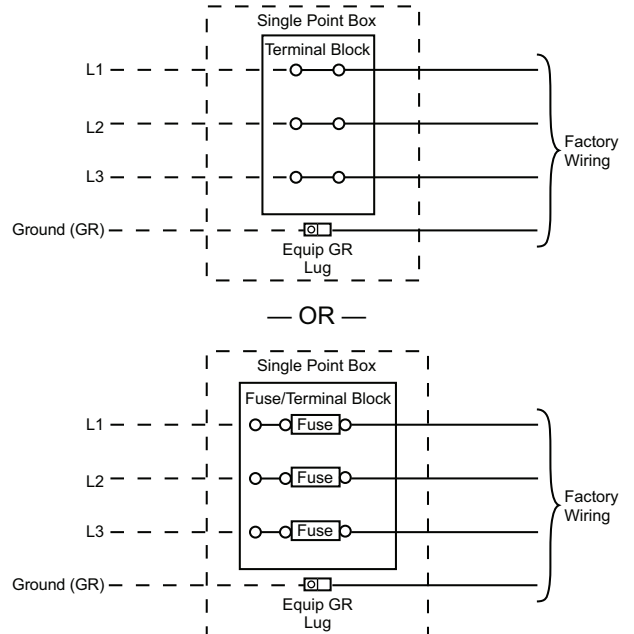 Single Point Box
Terminal Block
L1
L2
L3
Factory
Wiring
Ground (GR)
Equip GR
Lug
— OR —
Single Point Box
Fuse/Terminal Block
L1
Fuse
L2
Fuse
L3
Fuse
Factory
Wiring
Ground (GR)
Equip GR
Lug